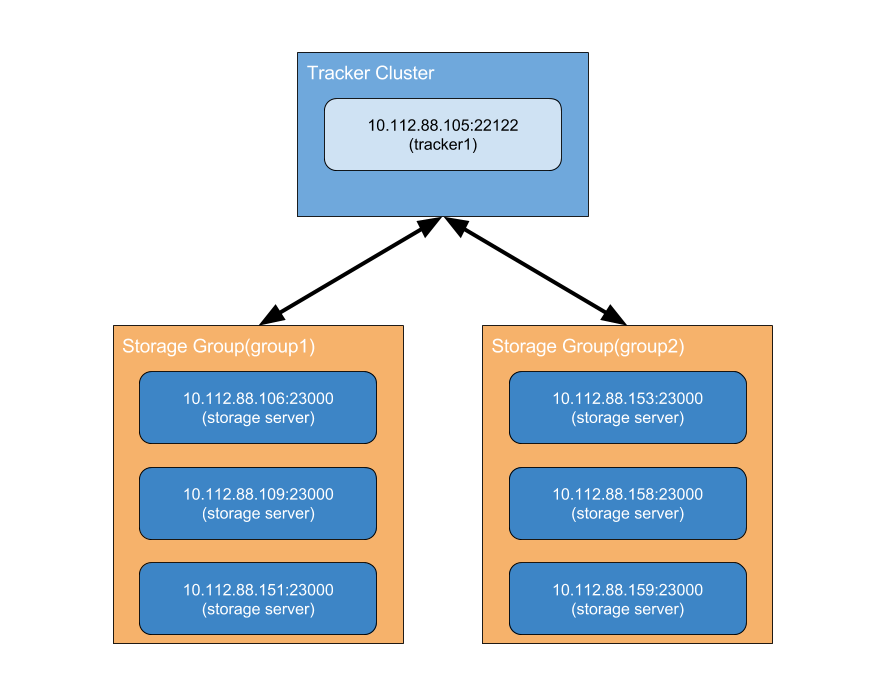 Tracker Cluster
10.112.88.105:22122
(tracker1)
Storage Group(group1)
10.112.88.106:23000
(storage server)
10.112.88.109:23000
(storage server)
10.112.88.151:23000
(storage server)
Storage Group(group2)
10.112.88.153:23000
(storage server)
10.112.88.158:23000
(storage server)
10.112.88.159:23000
(storage server)